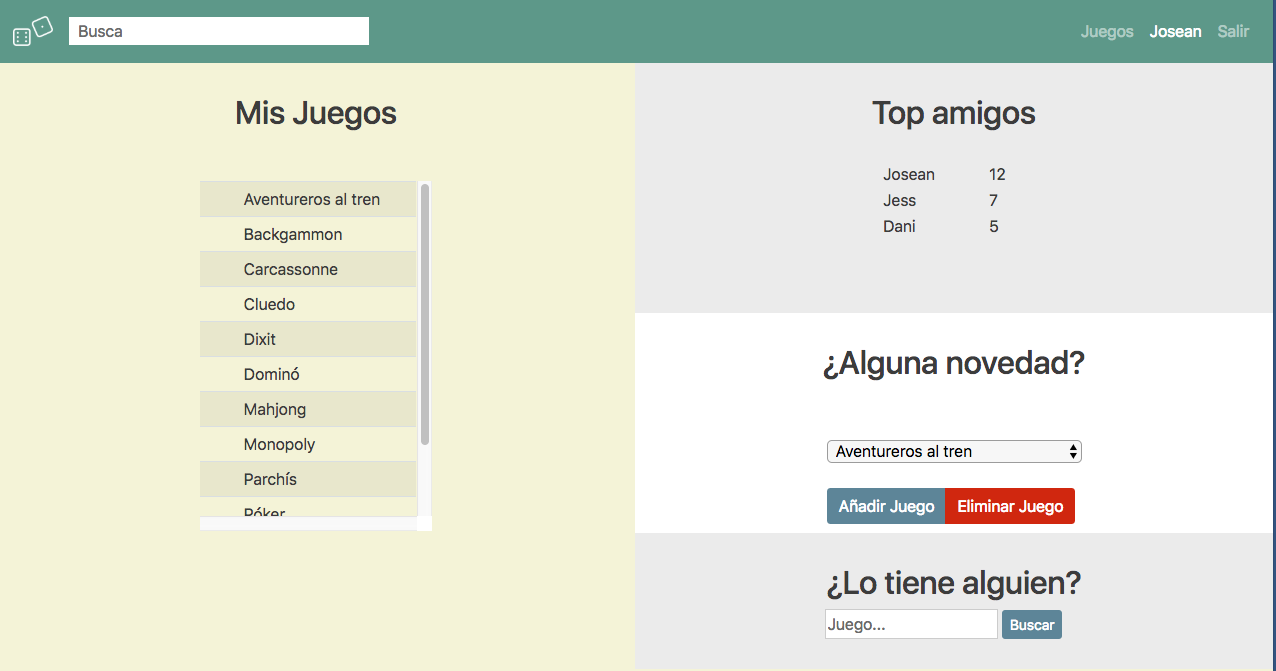 Busca
Juegos Josean Salir
Mis Juegos
Aventureros al tren
Backgammon
Carcassonne
Cluedo
Dixit
Dominó
Mahjong
Monopoly
Parchís
Póker
Top amigos
Josean 12
Jess 7
Dani 5
¿Alguna novedad?
Aventureros al tren
Añadir Juego Eliminar Juego
¿Lo tiene alguien?
Juego... Buscar